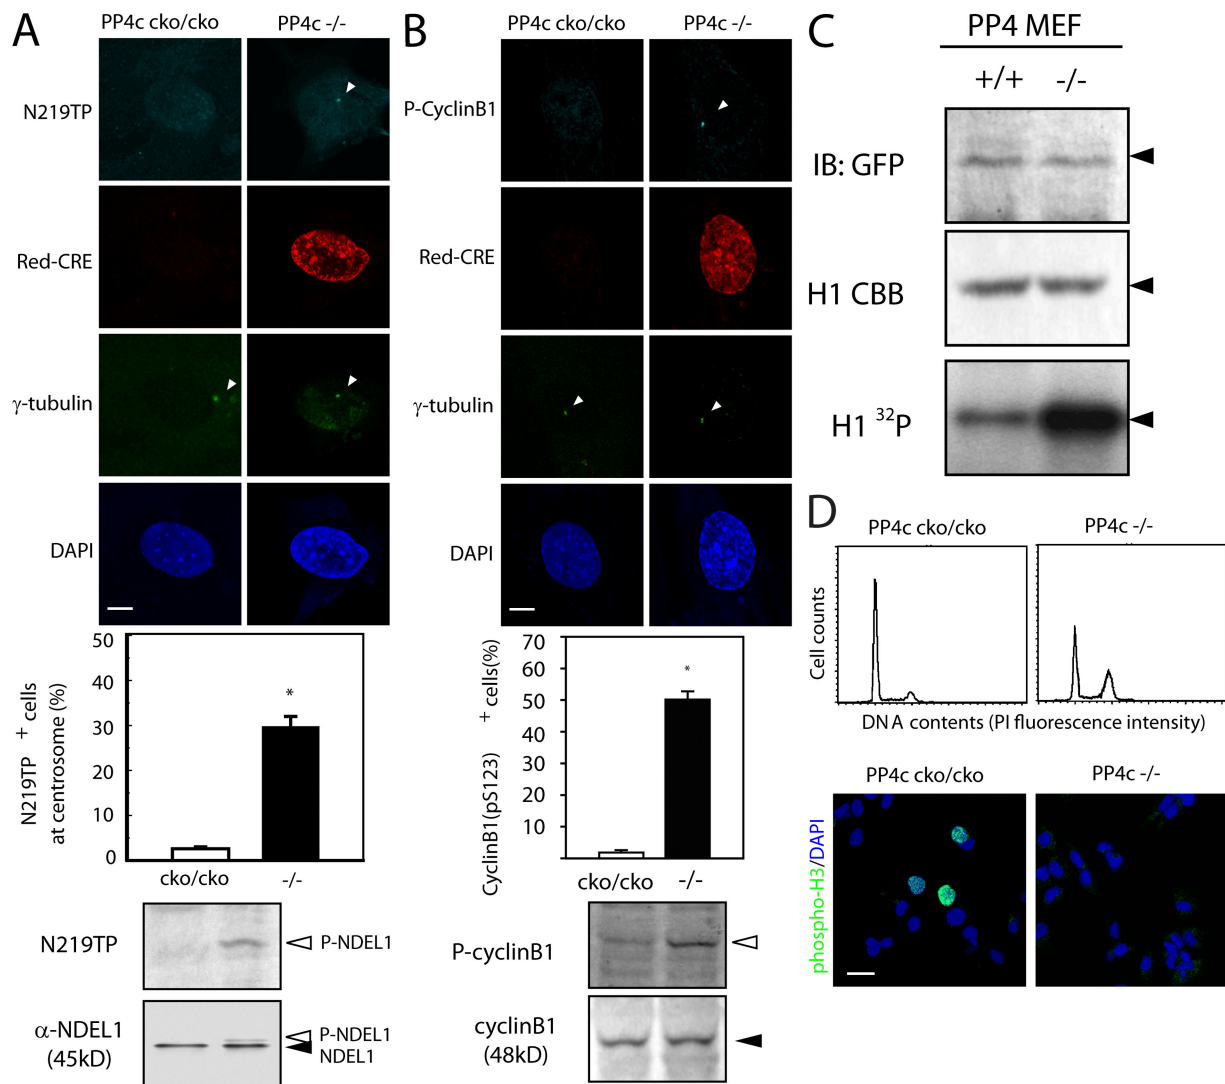 A
PP4c cko/cko
PP4c -/-
N219TP
Red-CRE
γ-tubulin
DAPI
50
40
30
20
10
0
N219TP + cells
at centrosome (%)
*
cko/cko
-/-
N219TP
P-NDEL1
α-NDEL1
(45kD)
P-NDEL1
NDEL1
B
PP4c cko/cko
PP4c -/-
P-CyclinB1
Red-CRE
γ-tubulin
DAPI
70
60
50
40
30
20
10
CyclinB1(pS123) + cells(%)
*
cko/cko
-/-
P-cyclinB1
cyclinB1
(48kD)
C
PP4 MEF
+/+
-/-
IB: GFP
H1 CBB
H1 32P
D
PP4c cko/cko
PP4c -/-
Cell counts
DNA contents (PI fluorescence intensity)
PP4c cko/cko
PP4c -/-
phospho-H3/DAPI